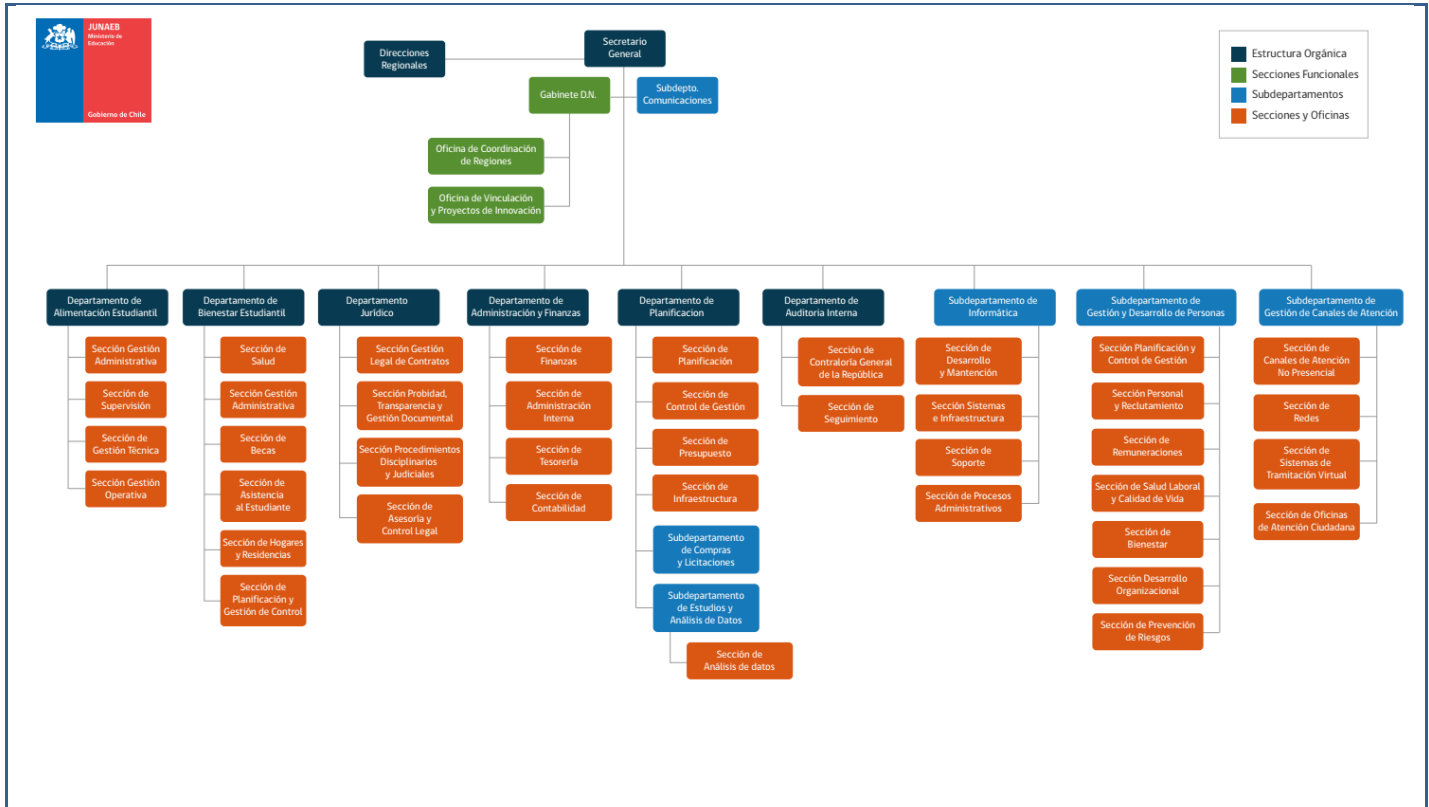 JUNAEB
Ministerio de
Educación
Gobierno de Chile
Direcciones
Regionales
Secretario
General
Gabinete D.N.
Subdepto.
Comunicaciones
Oficina de Coordinación
de Regiones
Oficina de Vinculación
y Proyectos de Innovación
Estructura Orgánica
Secciones Funcionales
Subdepartamentos
Secciones y Oficinas
Departamento de
Alimentación Estudiantil
Sección Gestión
Administrativa
Sección de
Supervisión
Sección de
Gestión Técnica
Sección Gestión
Operativa
Departamento de
Bienestar Estudiantil
Sección de
Salud
Sección Gestión
Administrativa
Sección de
Becas
Sección de
Asistencia
al Estudiante
Sección de Hogares
y Residencias
Sección de
Planificación y
Gestión de Control
Departamento
Jurídico
Sección Gestión
Legal de Contratos
Sección Probidad,
Transparencia y
Gestión Documental
Sección Procedimientos
Disciplinarios
y Judiciales
Sección de
Asesoría y
Control Legal
Departamento de
Administración y Finanzas
Sección de
Finanzas
Sección de
Administración
Interna
Sección de
Tesorería
Sección de
Contabilidad
Departamento de
Planificacion
Sección de
Planificación
Sección de
Control de Gestión
Sección de
Presupuesto
Sección de
Infraestructura
Subdepartamento
de Compras
y Licitaciones
Subdepartamento
de Estudios y
Análisis de Datos
Sección de
Análisis de datos
Departamento de
Auditoria Interna
Sección de
Contraloría General
de la República
Sección de
Seguimiento
Subdepartamento de
Informática
Sección de
Desarrollo
y Mantención
Sección Sistemas
e Infraestructura
Sección de
Soporte
Sección de Procesos
Administrativos
Subdepartamento de
Gestión y Desarrollo de Personas
Sección Planificación y
Control de Gestión
Sección Personal
y Reclutamiento
Sección de
Remuneraciones
Sección de Salud Laboral
y Calidad de Vida
Sección de
Bienestar
Sección Desarrollo
Organizacional
Sección de Prevención
de Riesgos
Subdepartamento de
Gestión de Canales de Atención
Sección de
Canales de Atención
No Presencial
Sección de
Redes
Sección de
Sistemas de
Tramitación Virtual
Sección de Oficinas
de Atención Ciudadana